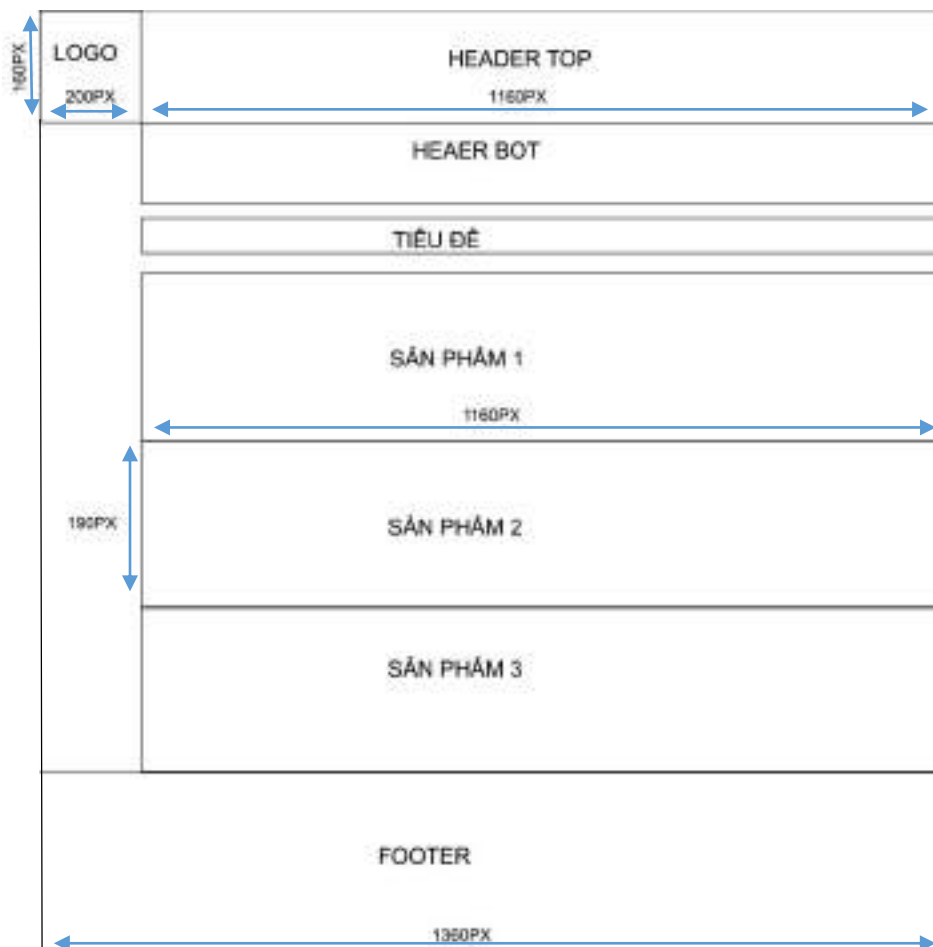 LOGO
HEADER TOP
160PX
200PX
1160PX
HEAER BOT
TIÊU ĐỀ
SẢN PHẨM 1
1160PX
190PX
SẢN PHẨM 2
SẢN PHẨM 3
FOOTER
1360PX